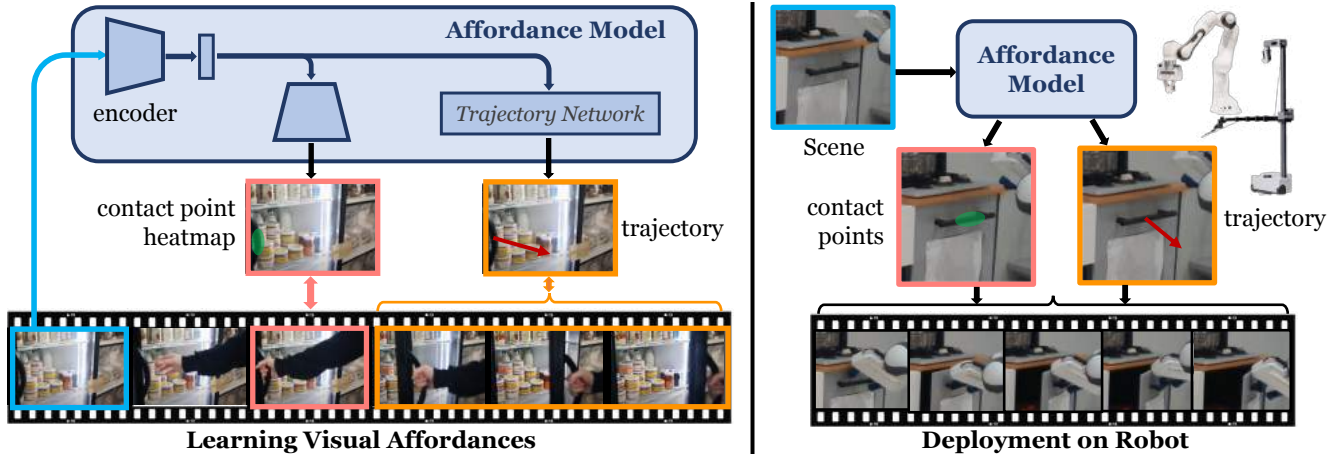 Affordance Model
encoder
Trajectory Network
contact point
heatmap
trajectory
Learning Visual Affordances
Affordance
Model
Scene
contact
points
trajectory
Deployment on Robot